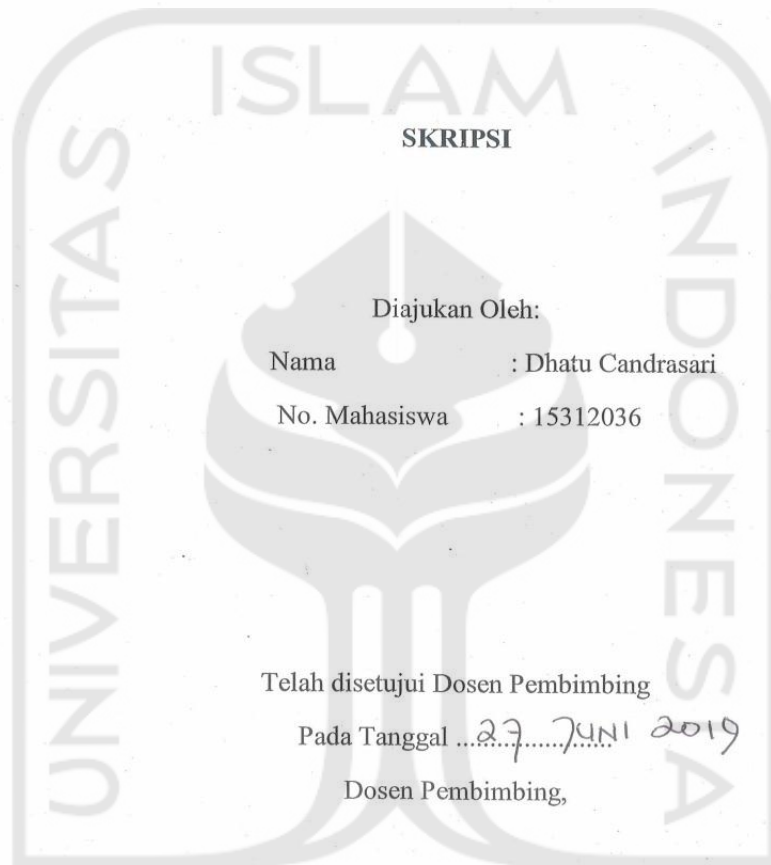 ISLAM
UNIVERSITAS
INDONESIA
SKRIPSI
Diajukan Oleh:
Nama : Dhatu Candrasari
No. Mahasiswa : 15312036
Telah disetujui Dosen Pembimbing
Pada Tanggal ...27 JUNI 2019
Dosen Pembimbing,